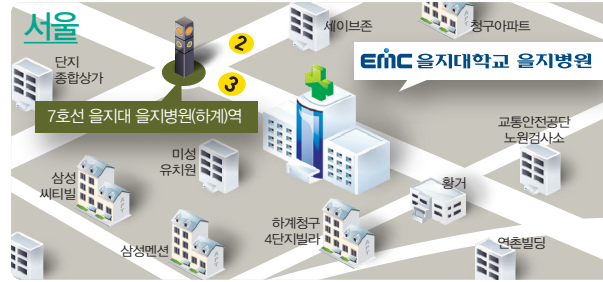 서울
2
세이브존
청구아파트
단지
종합상가
EMC 을지대학교 을지병원
3
7호선 을지대 을지병원(하계)역
교통안전공단
노원검사소
미성
유치원
삼성
씨티빌
황거
하계청구
4단지빌라
삼성멘션
연촌빌딩